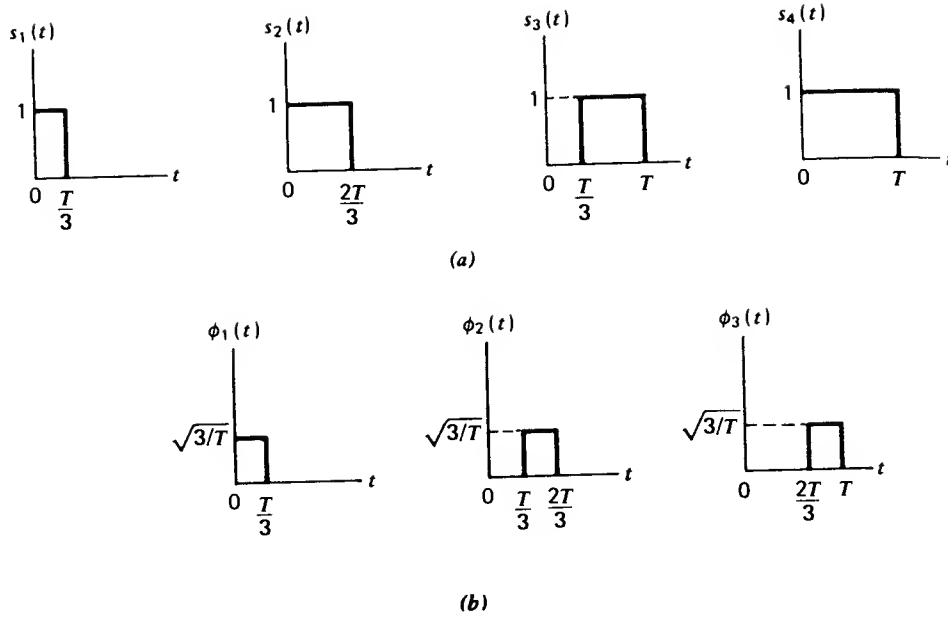 s₁(t) s₂(t) s₃(t) s₄(t)
1 1 1 1
t t t t
0 T/3 0 2T/3 0 T/3 T 0 T
(a)
ϕ₁(t) ϕ₂(t) ϕ₃(t)
√3/T √3/T √3/T
t t t
0 T/3 0 T/3 2T/3 0 2T/3 T
(b)